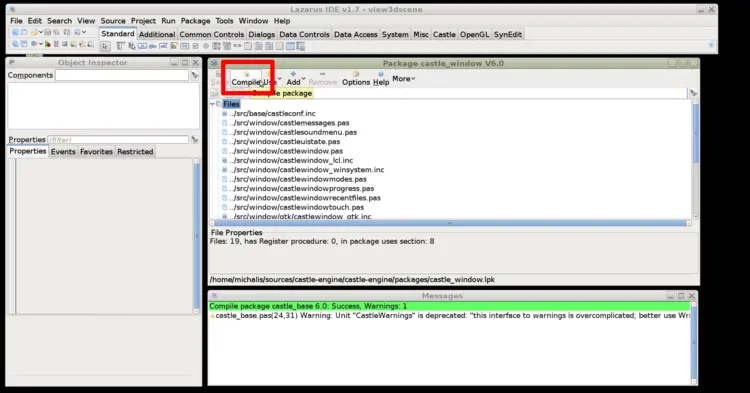 Lazarus IDE v1.7 - view3dscene
File Edit Search View Source Project Run Package Tools Window Help
Standard Additional Common Controls Dialogs Data Controls Data Access System Misc Castle OpenGL SynEdit
Object Inspector
Components
Properties (filter)
Properties Events Favorites Restricted
Package castle_window V6.0
Compile Use Add Remove Options Help More
Compile package
Files
../src/base/castleconf.inc
../src/window/castlemessages.pas
../src/window/castlesoundmenu.pas
../src/window/castleuistate.pas
../src/window/castlewindow.pas
../src/window/castlewindow_lcl.inc
../src/window/castlewindow_winsystem.inc
../src/window/castlewindowmodes.pas
../src/window/castlewindowprogress.pas
../src/window/castlewindowrecentfiles.pas
../src/window/castlewindowtouch.pas
../src/window/gtk/castlewindow_gtk.inc
File Properties
Files: 19, has Register procedure: 0, in package uses section: 8
/home/michalis/sources/castle-engine/castle-engine/packages/castle_window.lpk
Messages
Compile package castle_base 6.0: Success, Warnings: 1
castle_base.pas(24,31) Warning: Unit "CastleWarnings" is deprecated: "this interface to warnings is overcomplicated; better use Wri